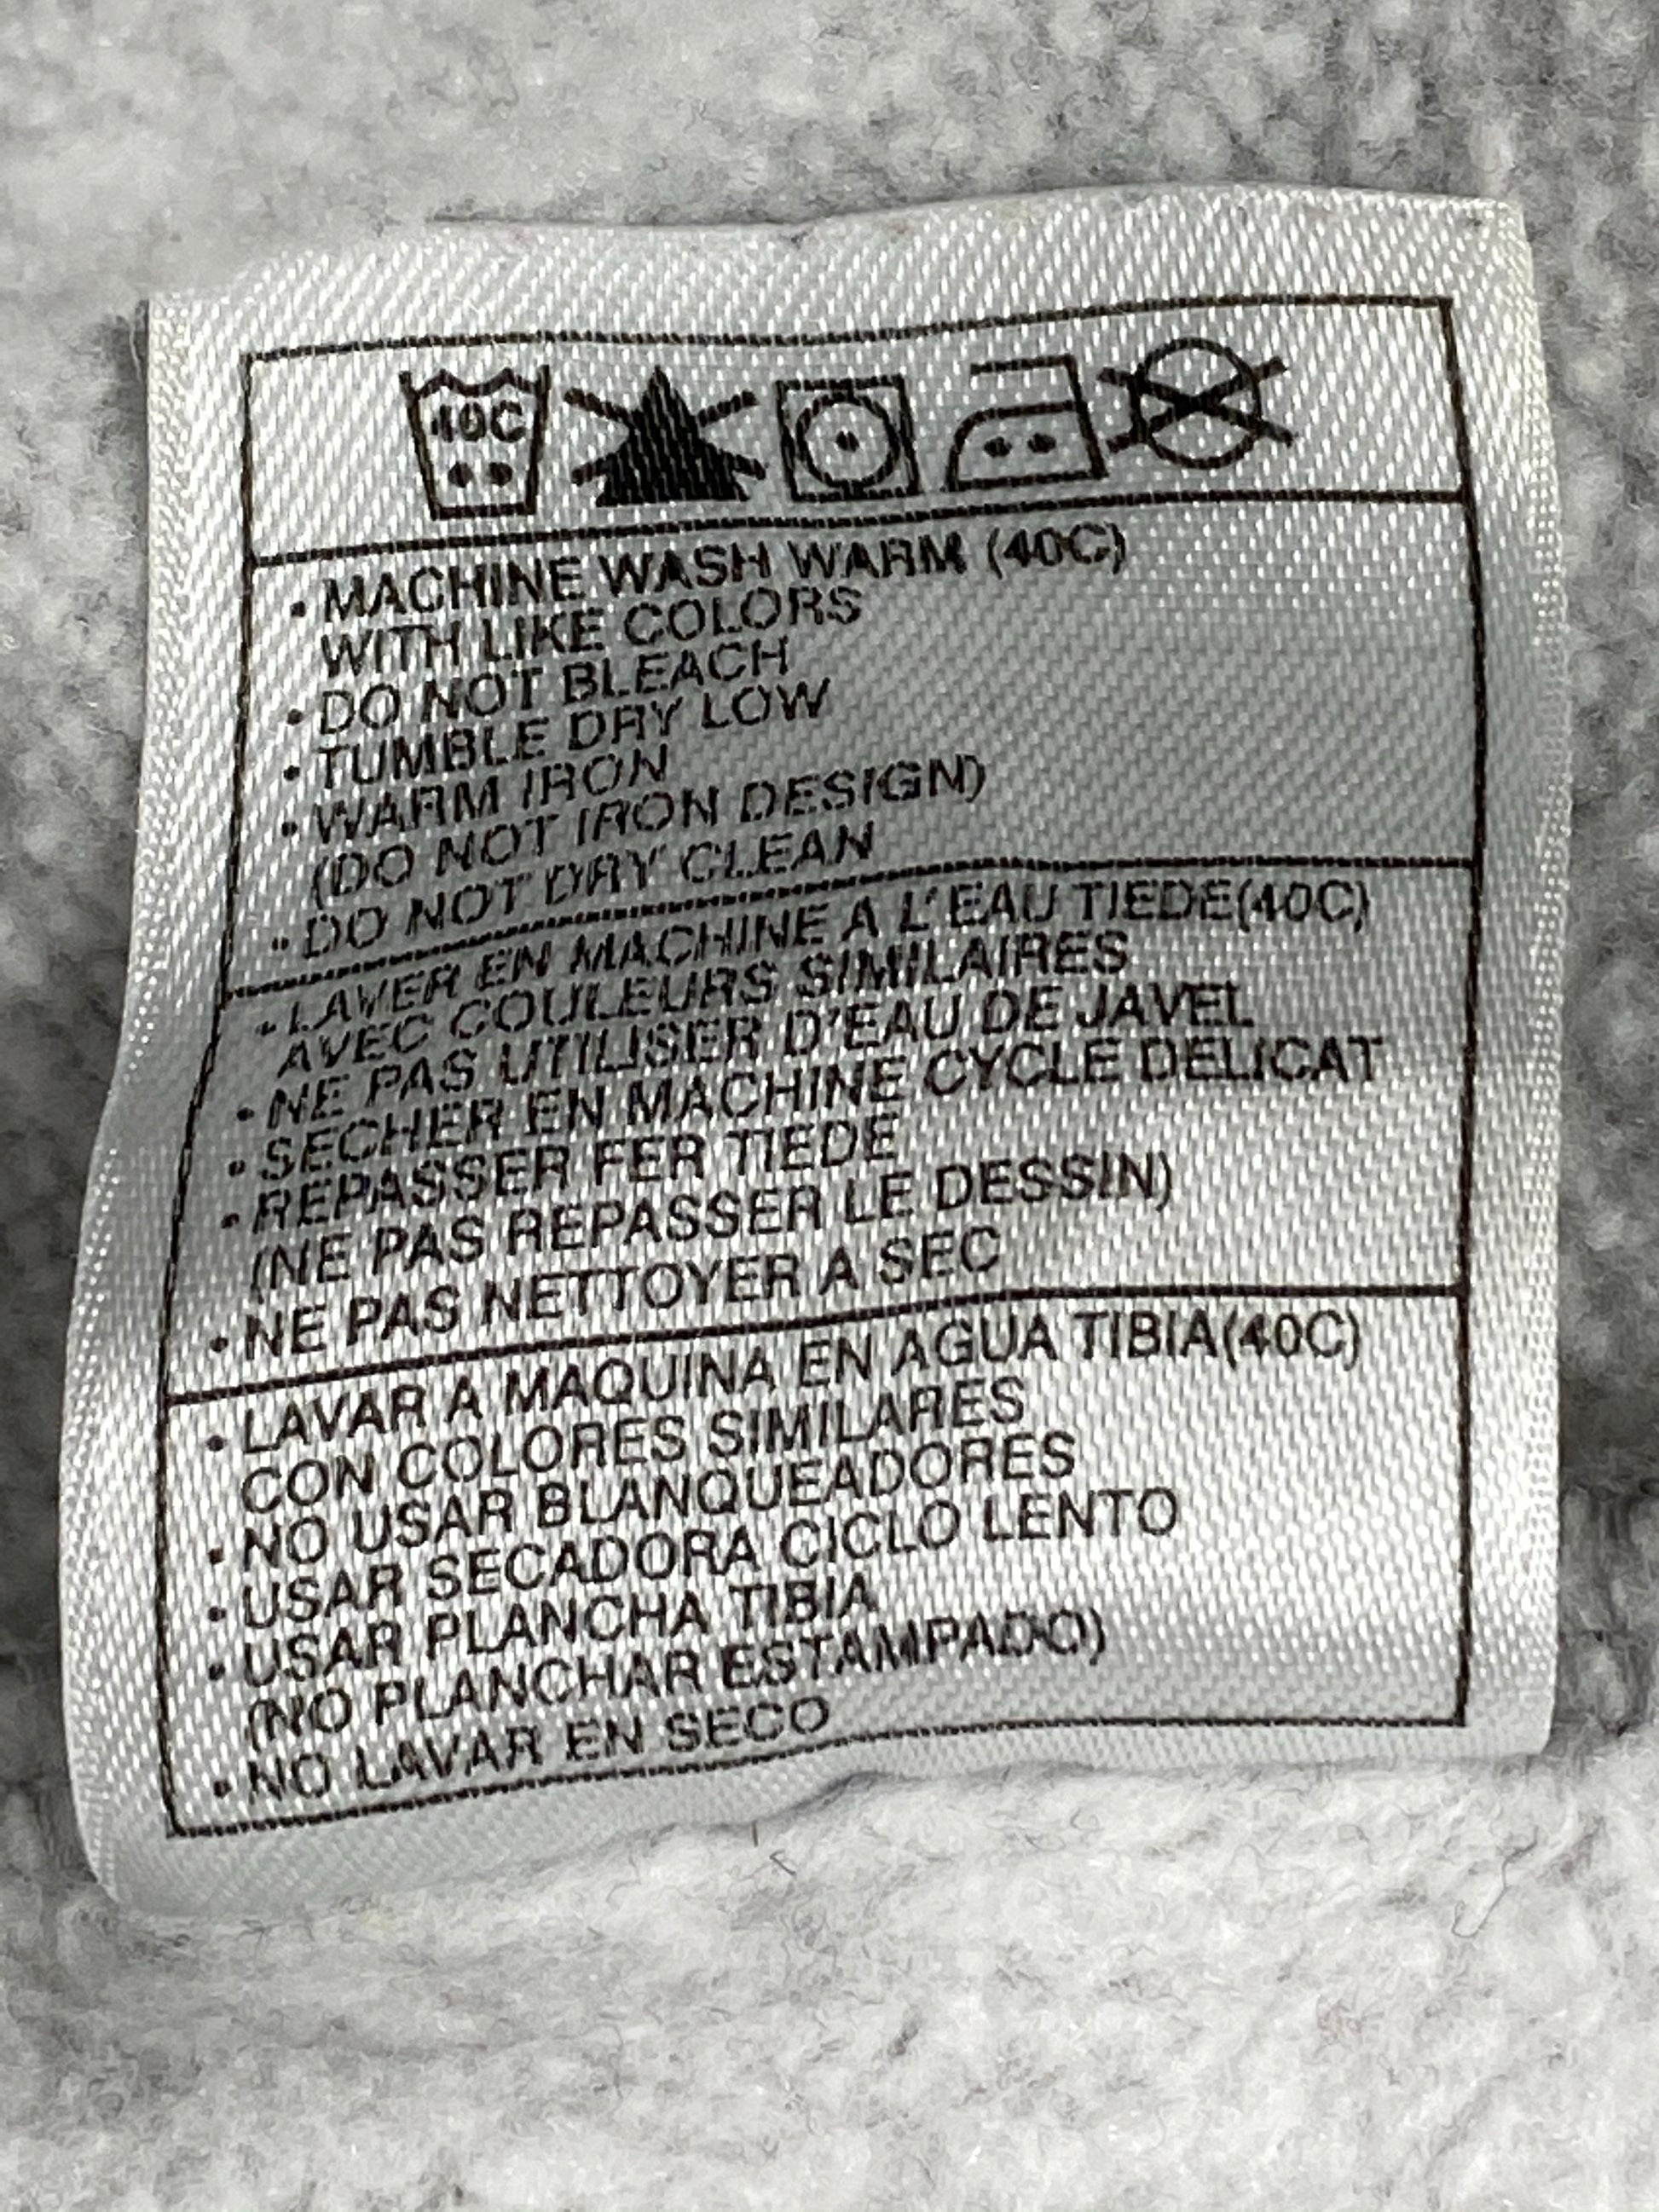 40C
• MACHINE WASH WARM (40C)
WITH LIKE COLORS
• DO NOT BLEACH
• TUMBLE DRY LOW
• WARM IRON
(DO NOT IRON DESIGN)
• DO NOT DRY CLEAN
• LAVER EN MACHINE A L'EAU TIEDE(40C)
AVEC COULEURS SIMILAIRES
• NE PAS UTILISER D'EAU DE JAVEL
• SECHER EN MACHINE CYCLE DELICAT
• REPASSER FER TIEDE
(NE PAS REPASSER LE DESSIN)
• NE PAS NETTOYER A SEC
• LAVAR A MAQUINA EN AGUA TIBIA(40C)
CON COLORES SIMILARES
• NO USAR BLANQUEADORES
• USAR SECADORA CICLO LENTO
• USAR PLANCHA TIBIA
(NO PLANCHAR ESTAMPADO)
• NO LAVAR EN SECO